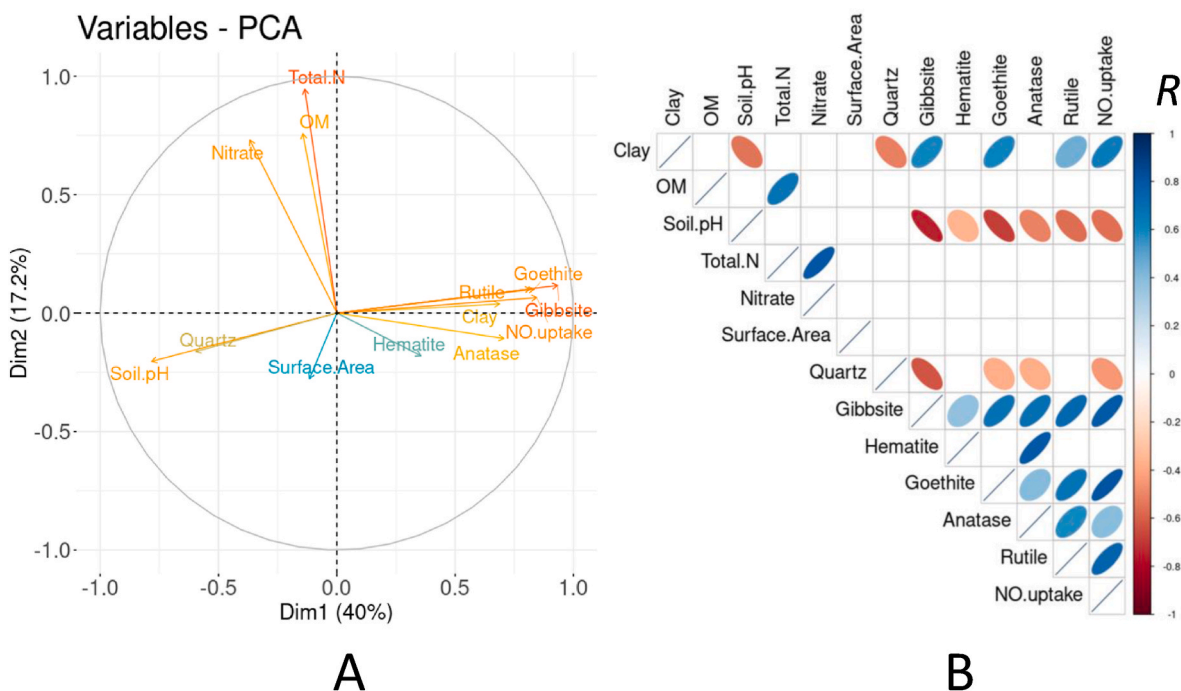 Variables - PCA
Total.N
OM
Nitrate
Goethite
Rutile
Gibbsite
Clay
NO.uptake
Anatase
Hematite
Quartz
Surface.Area
Soil.pH
1.0
0.5
0.0
-0.5
-1.0
Dim2 (17.2%)
-1.0 -0.5 0.0 0.5 1.0
Dim1 (40%)
A
Clay OM Soil.pH Total.N Nitrate Surface.Area Quartz Gibbsite Hematite Goethite Anatase Rutile NO.uptake
R
Clay
OM
Soil.pH
Total.N
Nitrate
Surface.Area
Quartz
Gibbsite
Hematite
Goethite
Anatase
Rutile
NO.uptake
1
0.8
0.6
0.4
0.2
0
-0.2
-0.4
-0.6
-0.8
-1
B